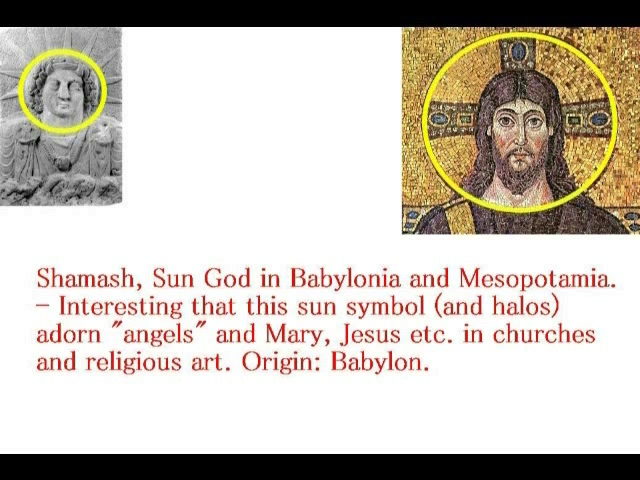 Shamash, Sun God in Babylonia and Mesopotamia.
- Interesting that this sun symbol (and halos)
adorn "angels" and Mary, Jesus etc. in churches
and religious art. Origin: Babylon.